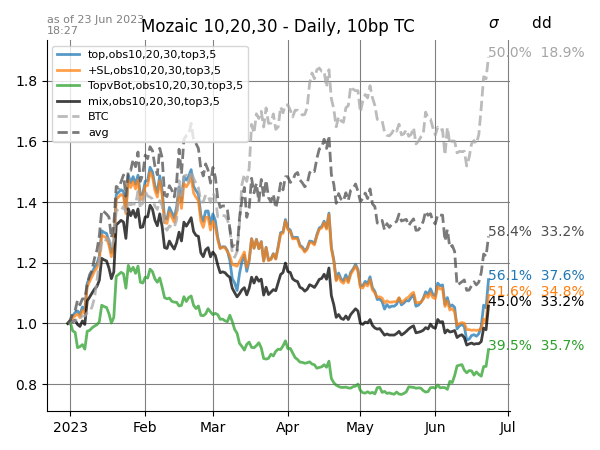 as of 23 Jun 2023
18:27
Mozaic 10,20,30 - Daily, 10bp TC
σ dd
top,obs10,20,30,top3,5
+SL,obs10,20,30,top3,5
TopvBot,obs10,20,30,top3,5
mix,obs10,20,30,top3,5
BTC
avg
50.0% 18.9%
58.4% 33.2%
56.1% 37.6%
51.6% 34.8%
45.0% 33.2%
39.5% 35.7%
1.8
1.6
1.4
1.2
1.0
0.8
2023 Feb Mar Apr May Jun Jul